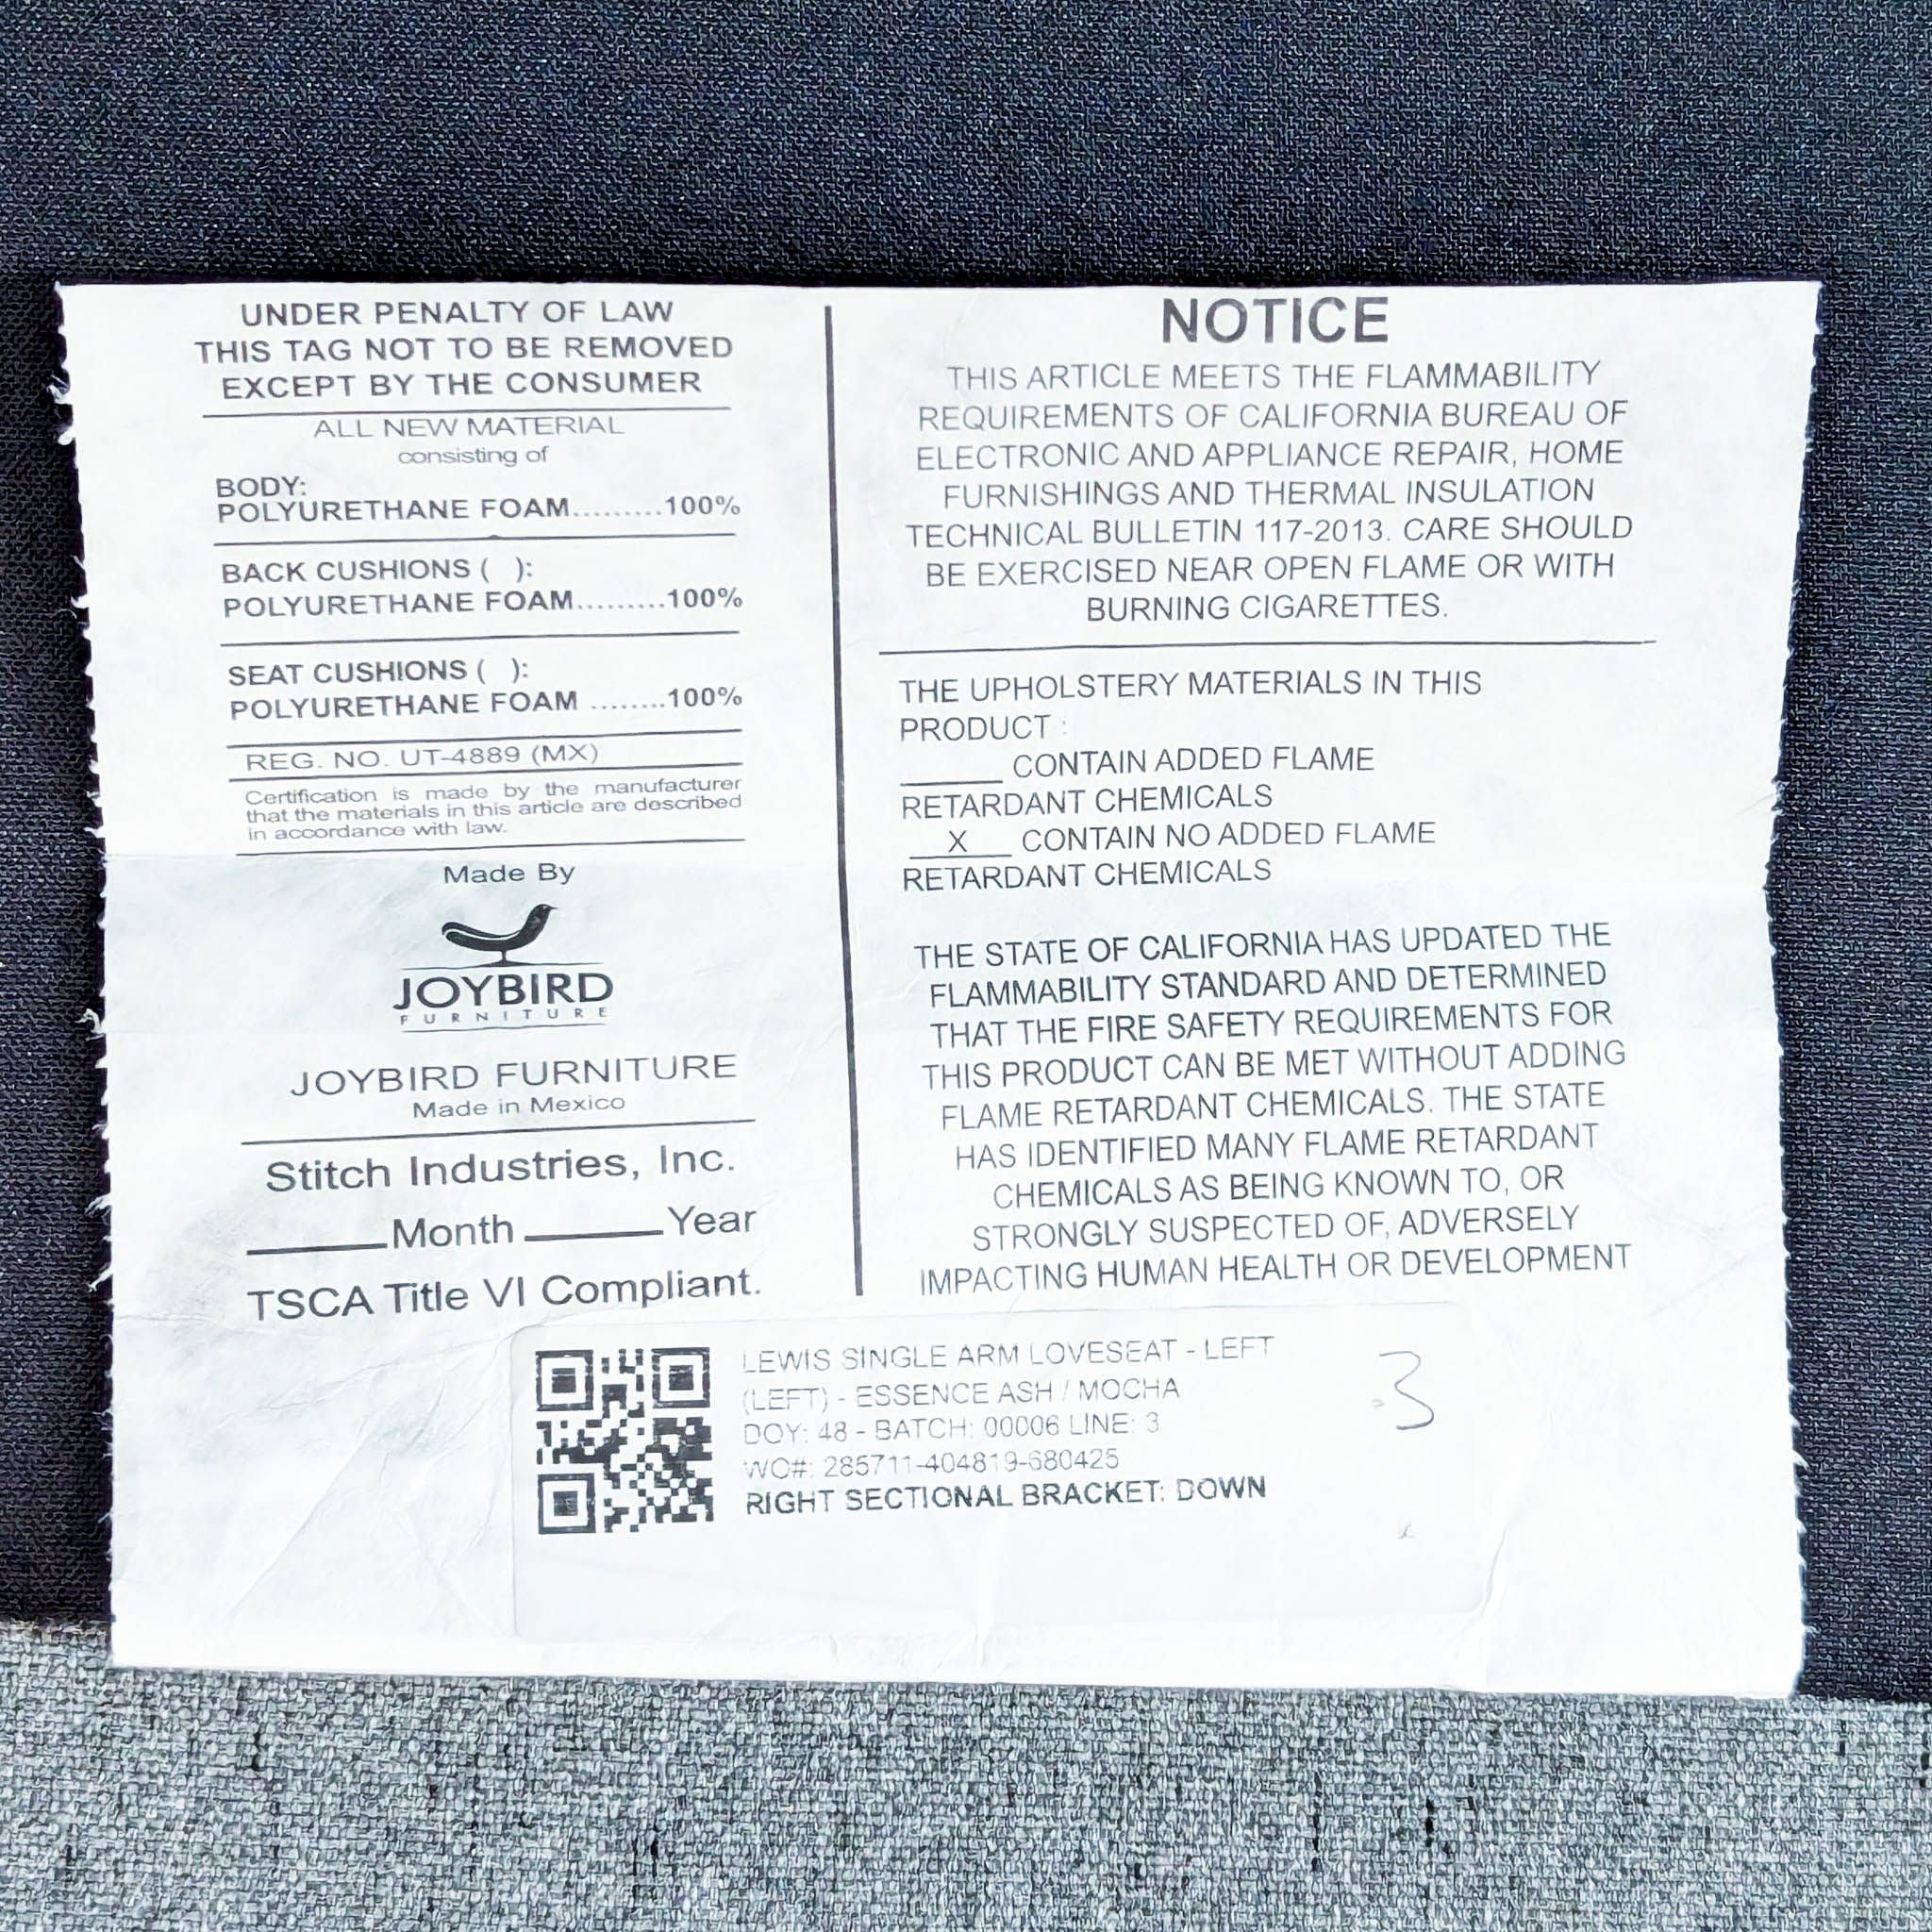 UNDER PENALTY OF LAW
THIS TAG NOT TO BE REMOVED
EXCEPT BY THE CONSUMER
ALL NEW MATERIAL
consisting of
BODY:
POLYURETHANE FOAM.........100%
BACK CUSHIONS ( ):
POLYURETHANE FOAM.........100%
SEAT CUSHIONS ( ):
POLYURETHANE FOAM ........100%
REG. NO. UT-4889 (MX)
Certification is made by the manufacturer
that the materials in this article are described
in accordance with law.
Made By
JOYBIRD
FURNITURE
JOYBIRD FURNITURE
Made in Mexico
Stitch Industries, Inc.
______Month ______Year
TSCA Title VI Compliant.
NOTICE
THIS ARTICLE MEETS THE FLAMMABILITY
REQUIREMENTS OF CALIFORNIA BUREAU OF
ELECTRONIC AND APPLIANCE REPAIR, HOME
FURNISHINGS AND THERMAL INSULATION
TECHNICAL BULLETIN 117-2013. CARE SHOULD
BE EXERCISED NEAR OPEN FLAME OR WITH
BURNING CIGARETTES.
THE UPHOLSTERY MATERIALS IN THIS
PRODUCT :
______ CONTAIN ADDED FLAME
RETARDANT CHEMICALS
__X___ CONTAIN NO ADDED FLAME
RETARDANT CHEMICALS
THE STATE OF CALIFORNIA HAS UPDATED THE
FLAMMABILITY STANDARD AND DETERMINED
THAT THE FIRE SAFETY REQUIREMENTS FOR
THIS PRODUCT CAN BE MET WITHOUT ADDING
FLAME RETARDANT CHEMICALS. THE STATE
HAS IDENTIFIED MANY FLAME RETARDANT
CHEMICALS AS BEING KNOWN TO, OR
STRONGLY SUSPECTED OF, ADVERSELY
IMPACTING HUMAN HEALTH OR DEVELOPMENT
LEWIS SINGLE ARM LOVESEAT - LEFT
(LEFT) - ESSENCE ASH / MOCHA
DOY: 48 - BATCH: 00006 LINE: 3
WO#: 285711-404819-680425
RIGHT SECTIONAL BRACKET: DOWN
3